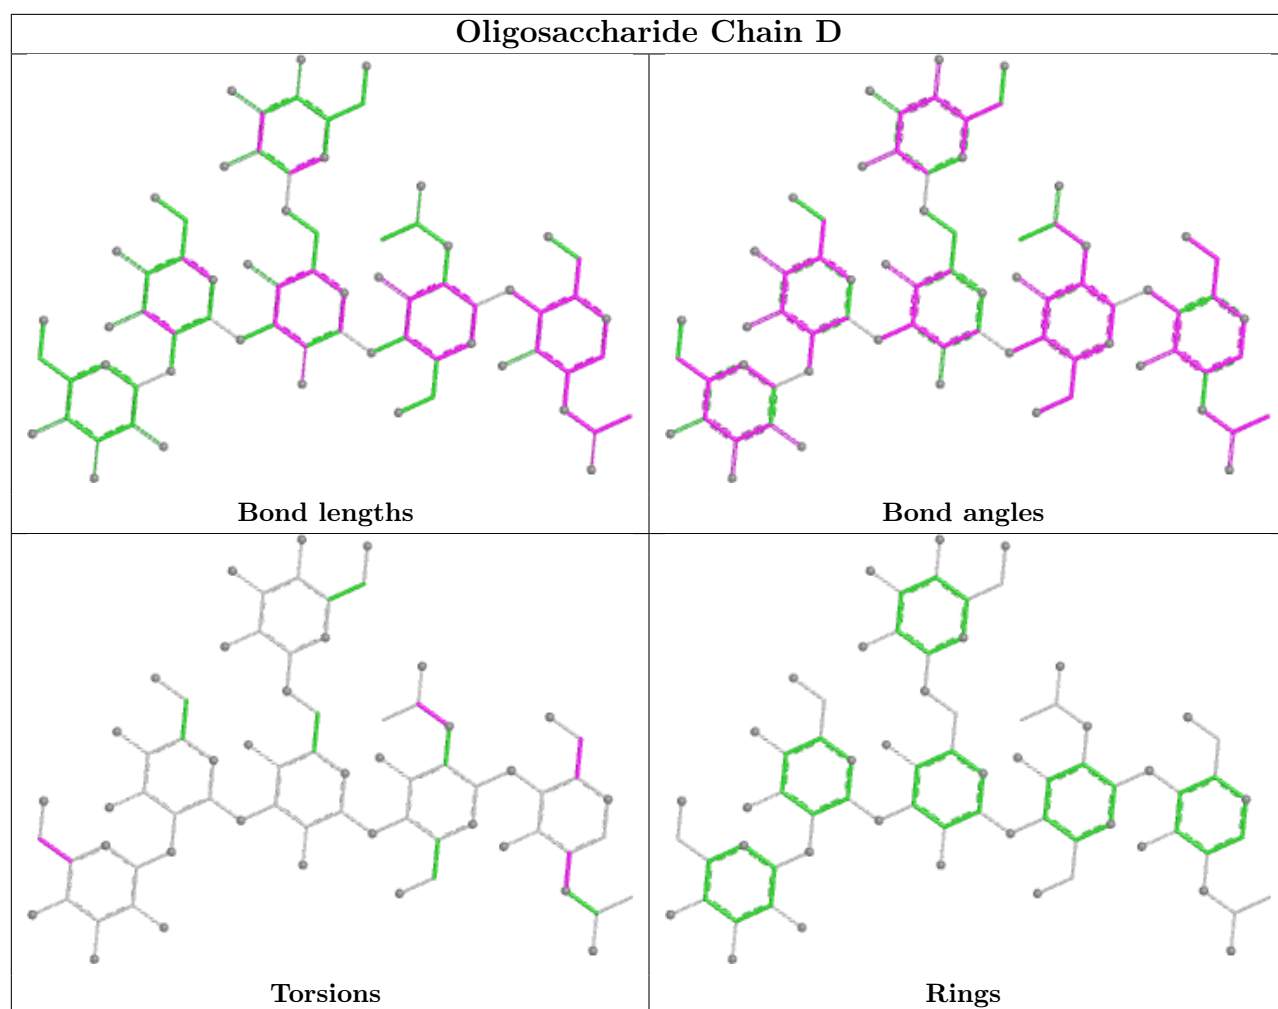 Oligosaccharide Chain D
Bond lengths
Bond angles
Torsions
Rings